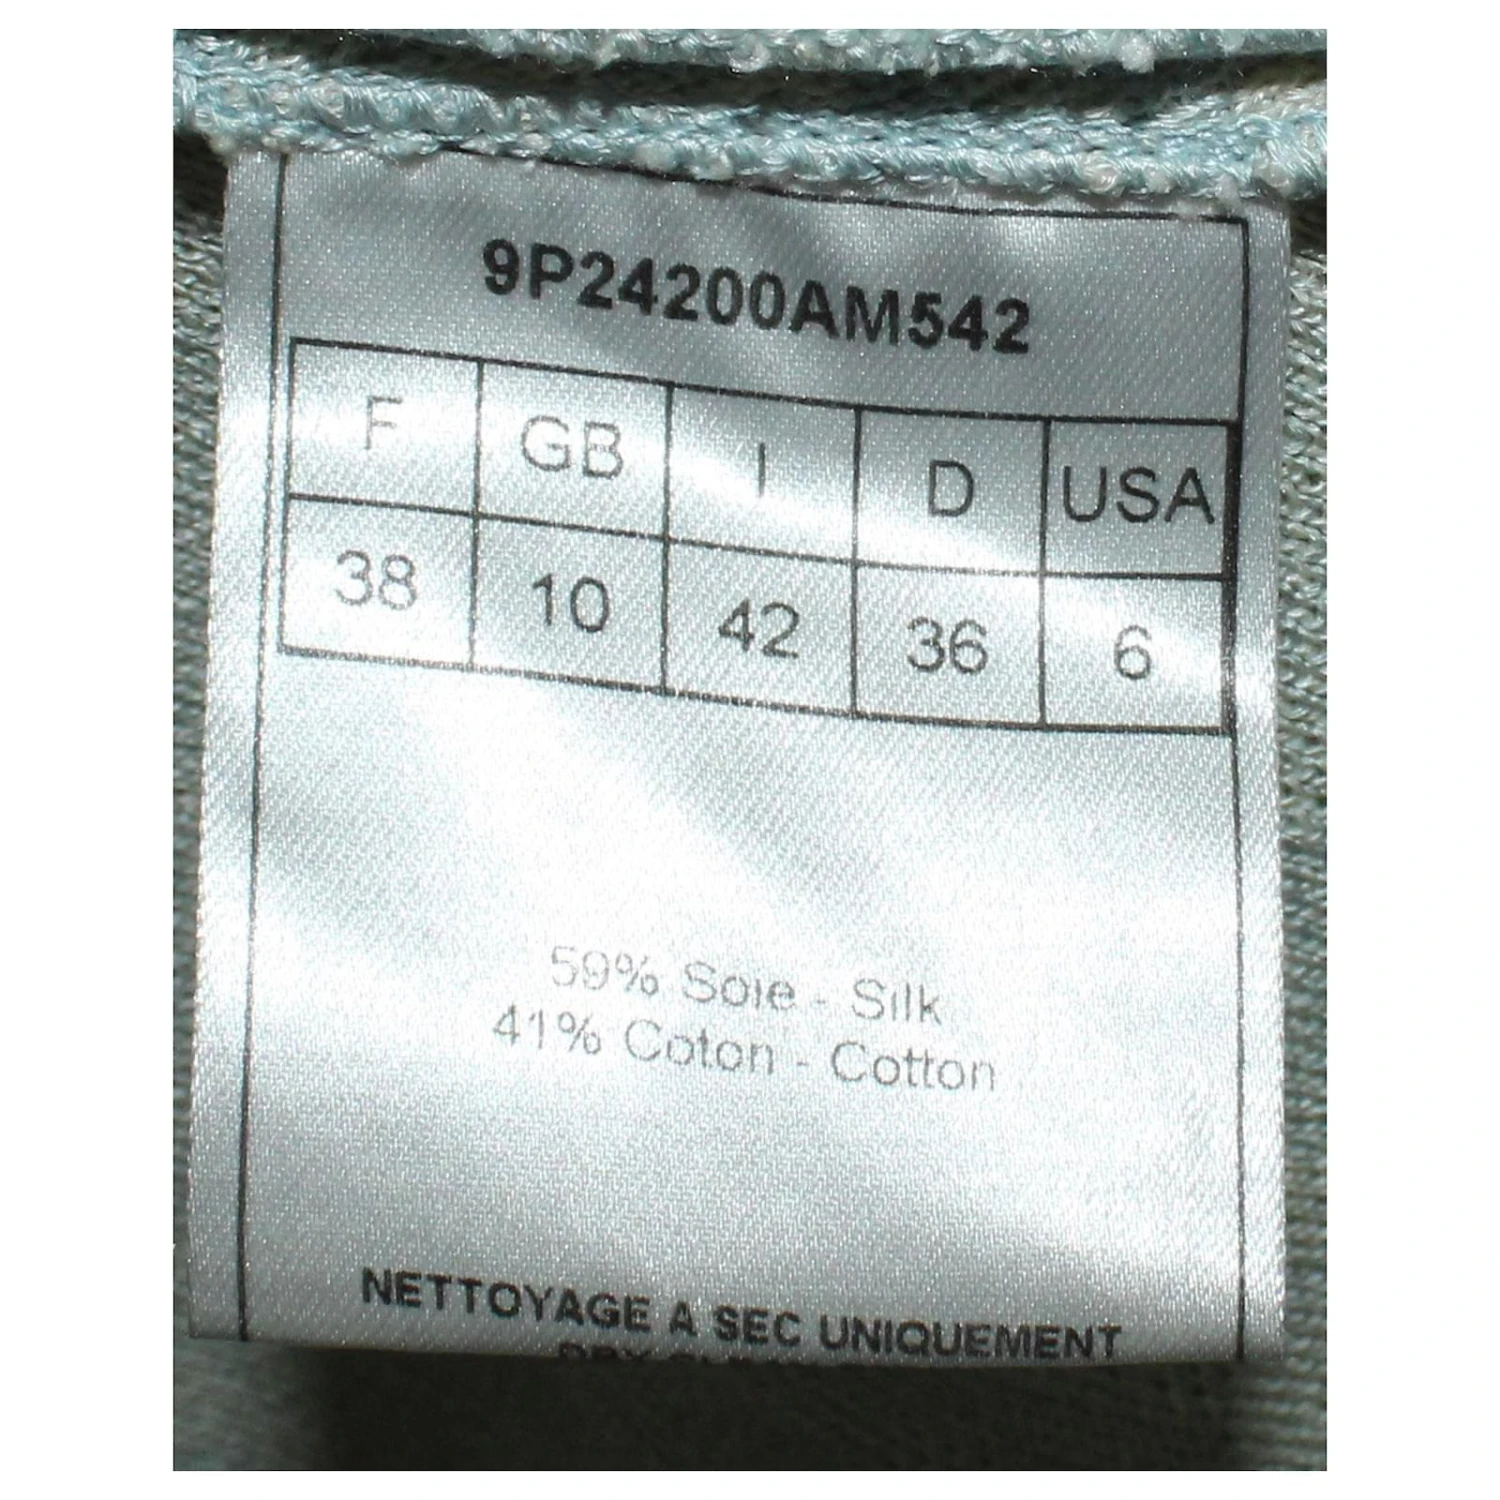 9P24200AM542
F GB I D USA
38 10 42 36 6
59% Soie - Silk
41% Coton - Cotton
NETTOYAGE A SEC UNIQUEMENT